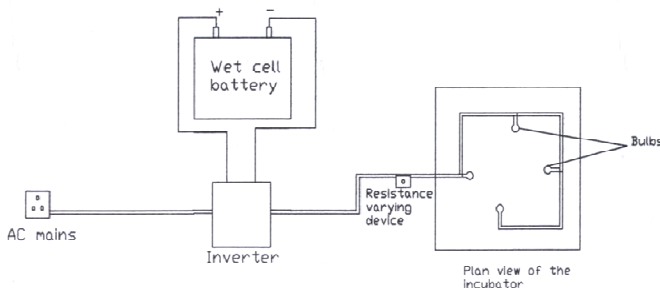 + −
Wet cell
battery
Bulbs
Resistance
varying
device
AC mains
Inverter
Plan view of the
incubator